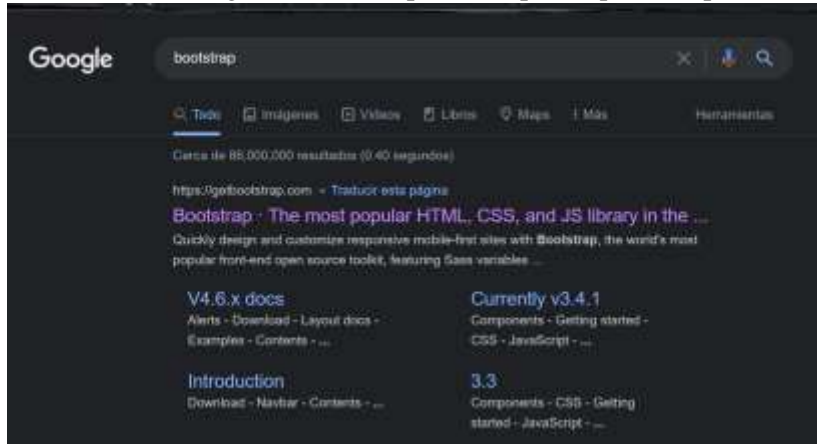 Google
bootstrap
Todo Imágenes Videos Libros Maps Más Herramientas
Cerca de 88,000,000 resultados (0.40 segundos)
https://getbootstrap.com Traducir esta página
Bootstrap · The most popular HTML, CSS, and JS library in the ...
Quickly design and customize responsive mobile-first sites with Bootstrap, the world's most
popular front-end open source toolkit, featuring Sass variables ...
V4.6.x docs
Alerts - Download - Layout docs -
Examples - Contents - ...
Currently v3.4.1
Components - Getting started -
CSS - JavaScript - ...
Introduction
Download - Navbar - Contents - ...
3.3
Components - CSS - Getting
started - JavaScript - ...